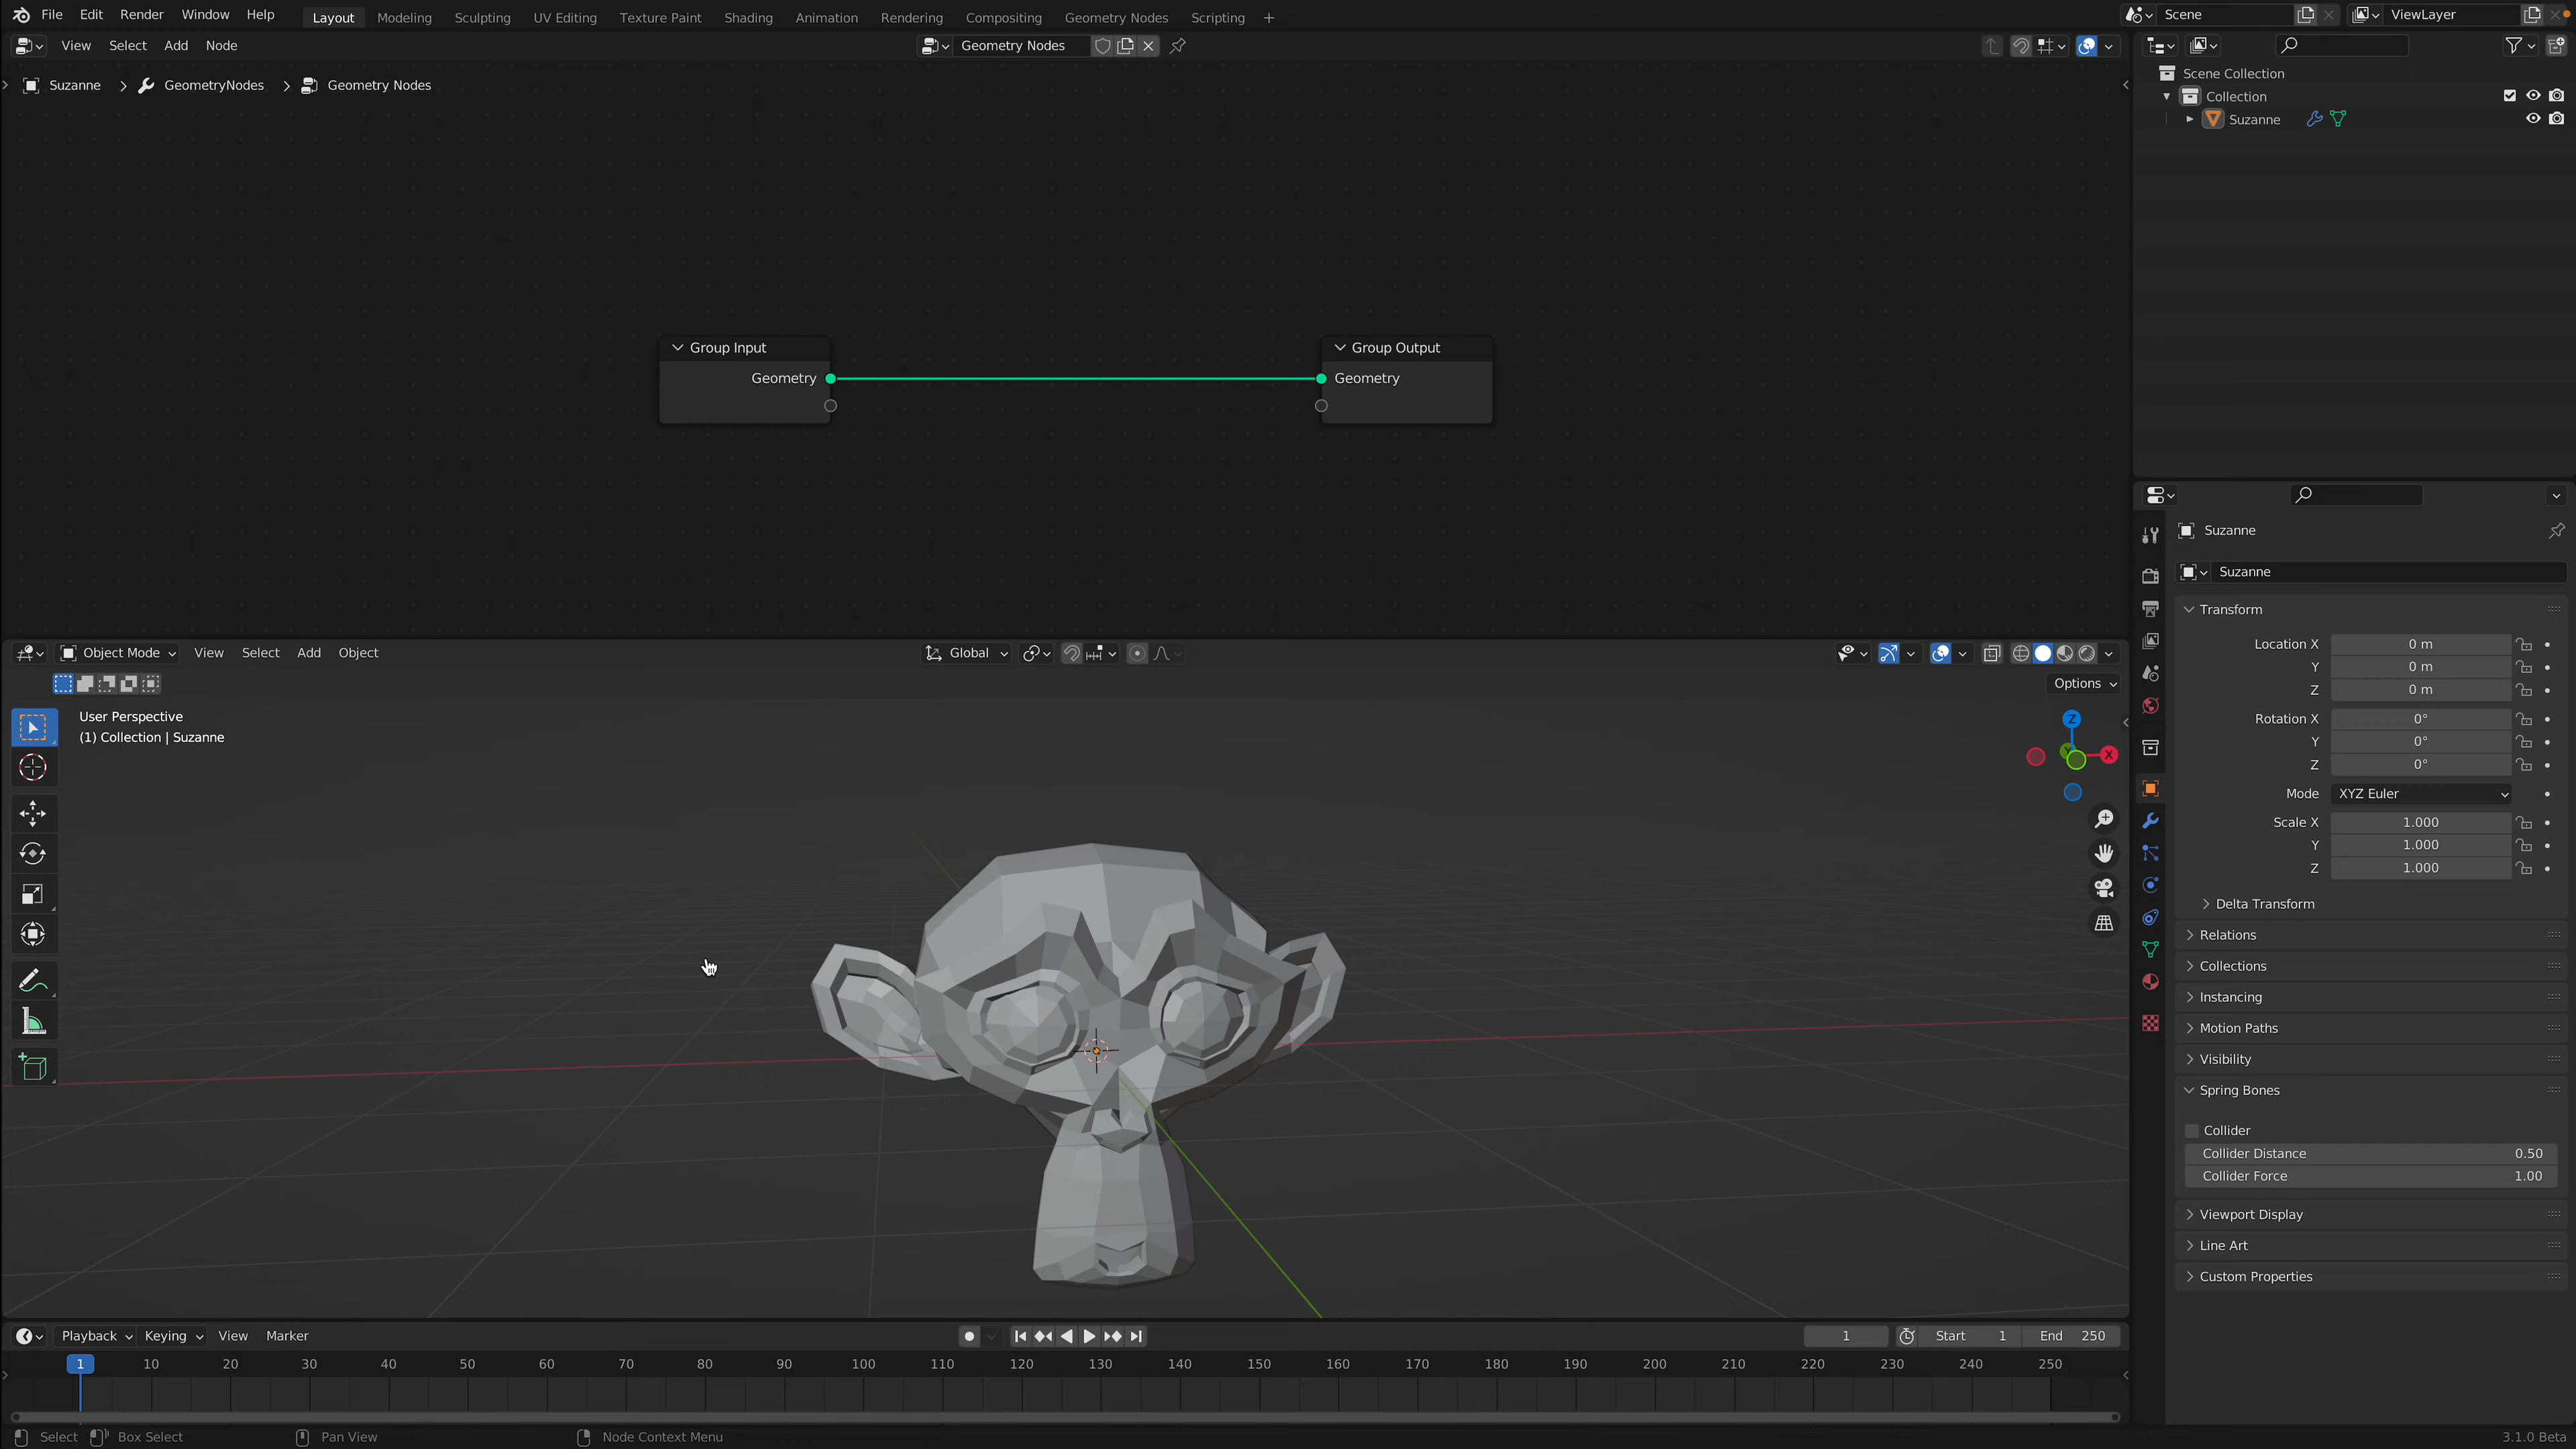 File Edit Render Window Help Layout Modeling Sculpting UV Editing Texture Paint Shading Animation Rendering Compositing Geometry Nodes Scripting + Scene ViewLayer
View Select Add Node Geometry Nodes
Suzanne > GeometryNodes > Geometry Nodes
Group Input
Geometry
Group Output
Geometry
Scene Collection
Collection
Suzanne
Object Mode View Select Add Object Global
Options
User Perspective
(1) Collection | Suzanne
Z
X
Y
Suzanne
Suzanne
Transform
Location X 0 m
Y 0 m
Z 0 m
Rotation X 0°
Y 0°
Z 0°
Mode XYZ Euler
Scale X 1.000
Y 1.000
Z 1.000
Delta Transform
Relations
Collections
Instancing
Motion Paths
Visibility
Spring Bones
Collider
Collider Distance 0.50
Collider Force 1.00
Viewport Display
Line Art
Custom Properties
Playback Keying View Marker 1 Start 1 End 250
1 10 20 30 40 50 60 70 80 90 100 110 120 130 140 150 160 170 180 190 200 210 220 230 240 250
Select Box Select Pan View Node Context Menu 3.1.0 Beta